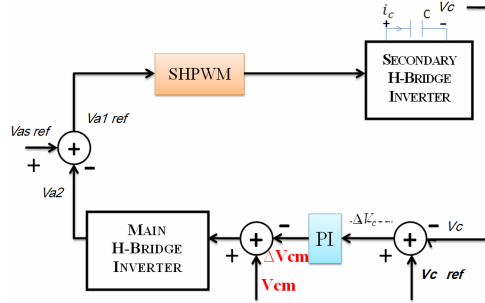 i_c
C
Vc
+
-
SECONDARY
H-BRIDGE
INVERTER
SHPWM
Va1 ref
Vas ref
+
+
-
Va2
MAIN
H-BRIDGE
INVERTER
+
-
+
ΔVcm
Vcm
PI
ΔV_c
+
-
+
Vc
Vc ref